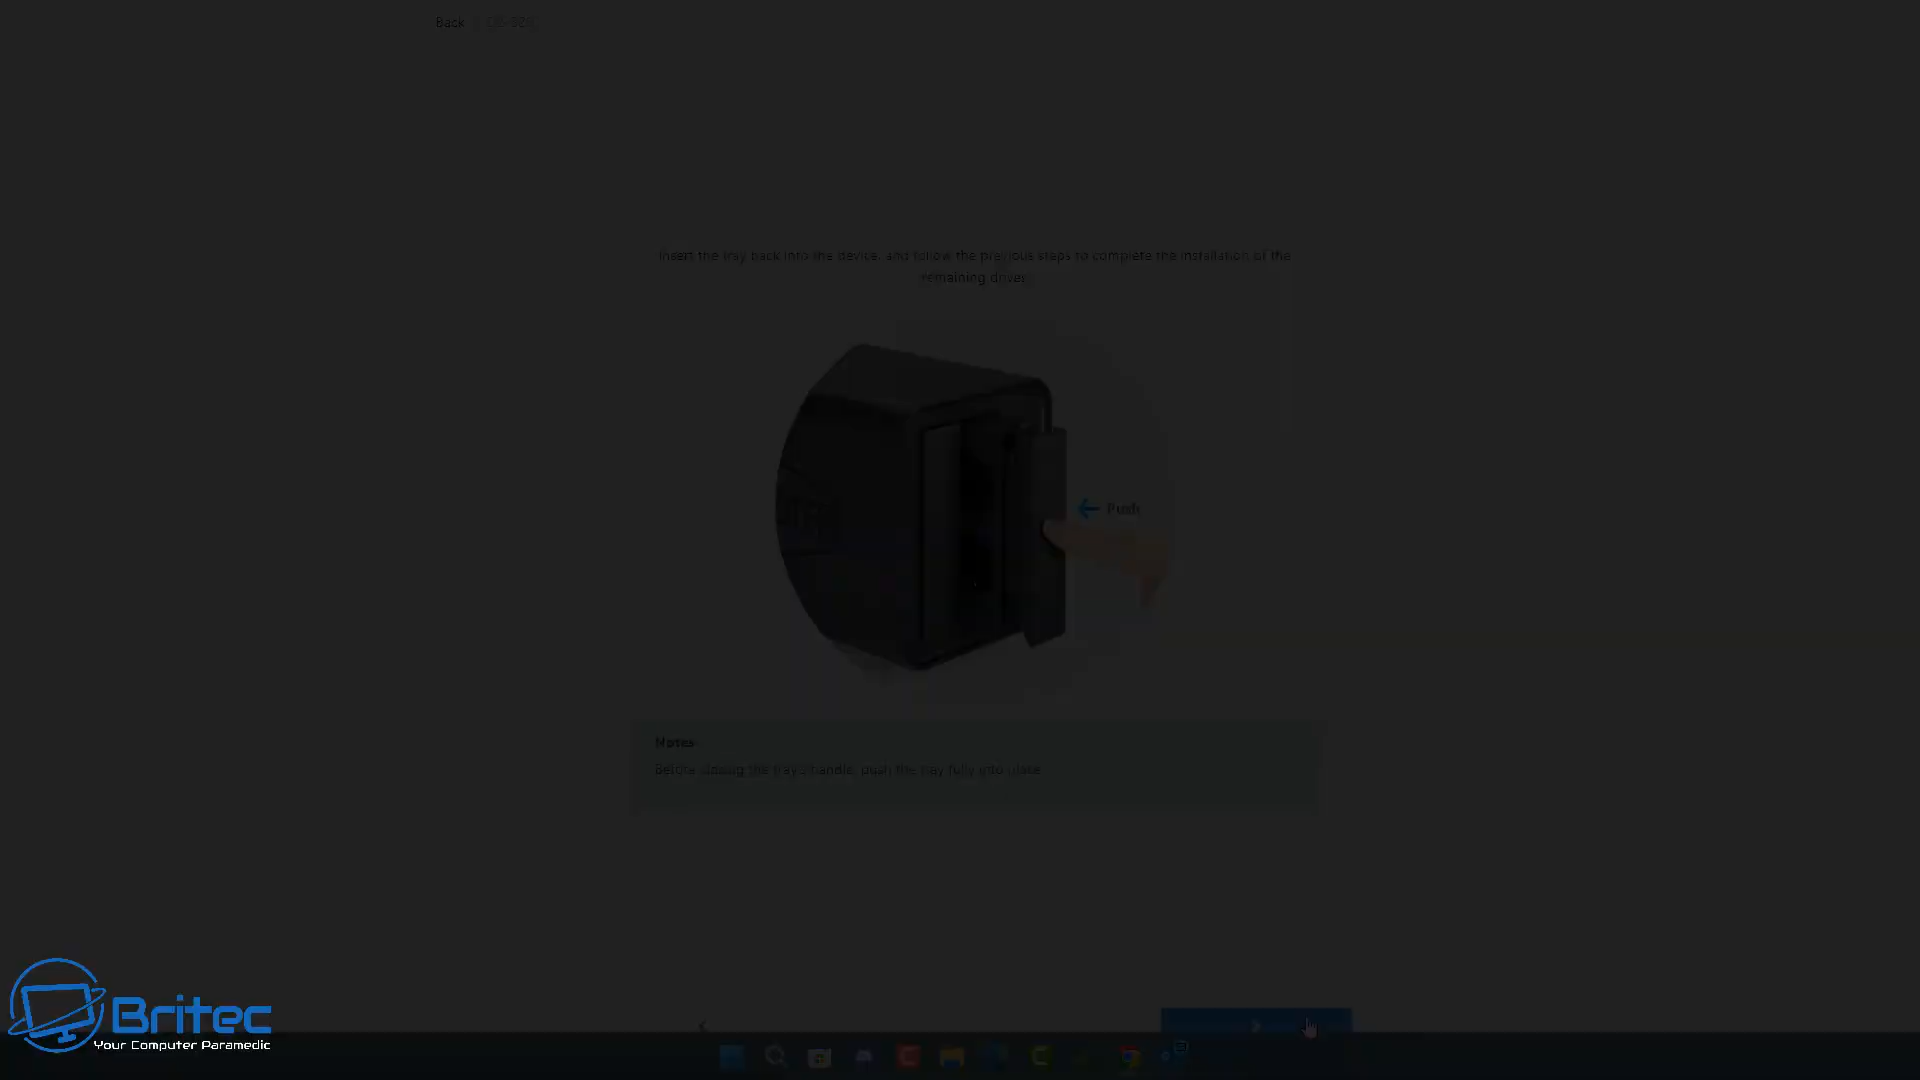 Back
Insert the tray back into the device, and follow the previous steps to complete the installation of the
remaining drives.
Push
Notes
Before closing the tray's handle, push the tray fully into place.
Britec
Your Computer Paramedic